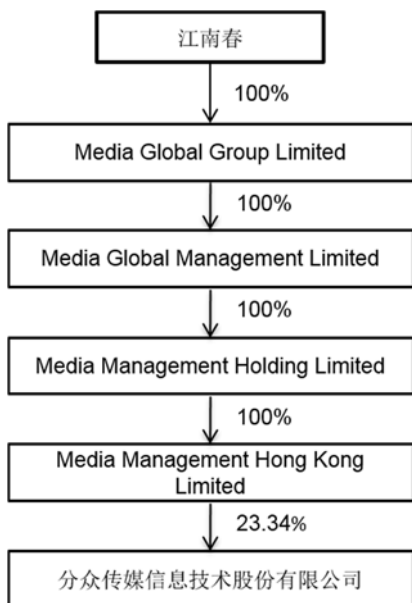 江南春
100%
Media Global Group Limited
100%
Media Global Management Limited
100%
Media Management Holding Limited
100%
Media Management Hong Kong
Limited
23.34%
分众传媒信息技术股份有限公司